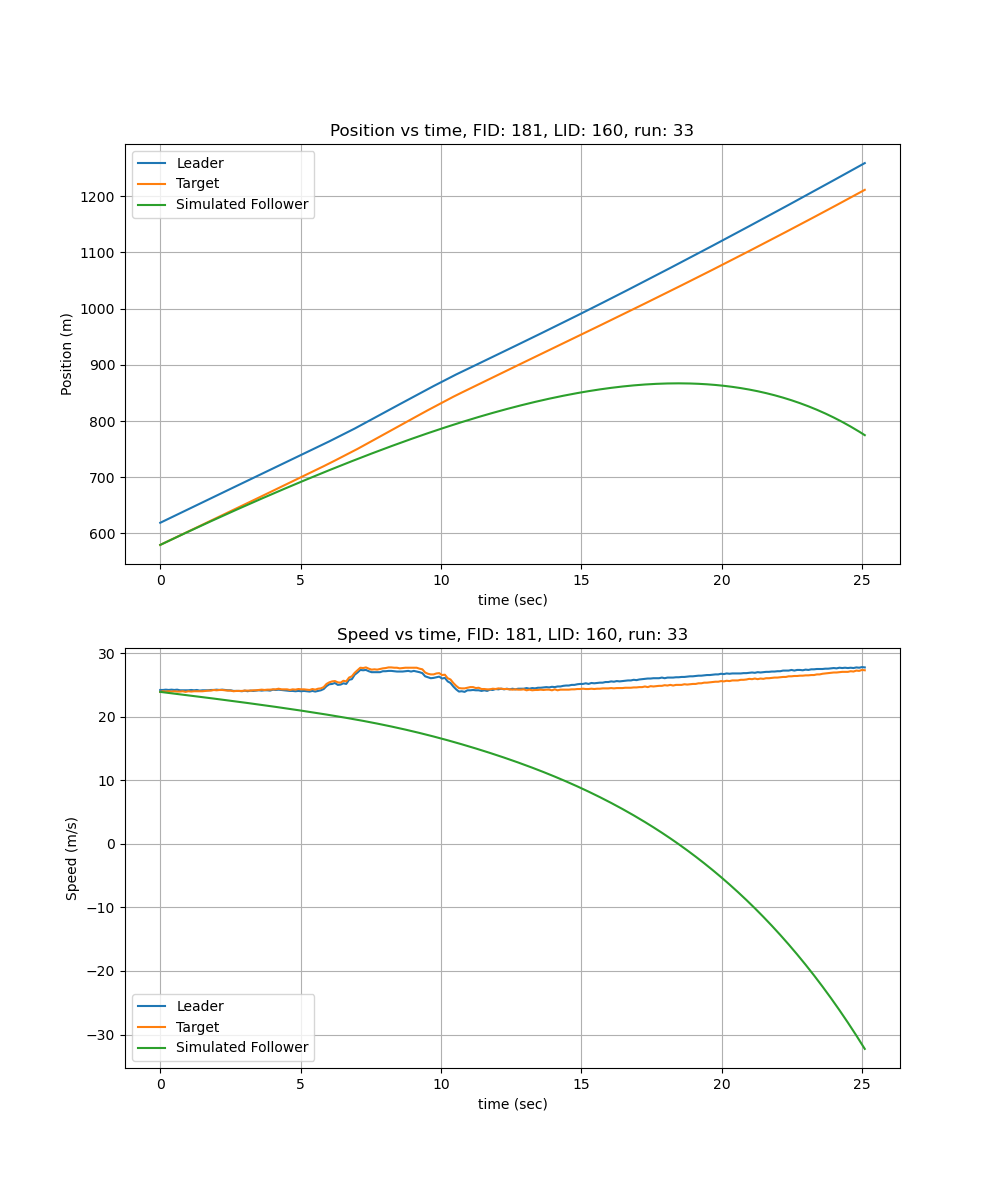 Position vs time, FID: 181, LID: 160, run: 33
Leader
Target
Simulated Follower
1200
1100
1000
900
800
700
600
Position (m)
0 5 10 15 20 25
time (sec)
Speed vs time, FID: 181, LID: 160, run: 33
30
20
10
0
−10
−20
−30
Speed (m/s)
Leader
Target
Simulated Follower
0 5 10 15 20 25
time (sec)